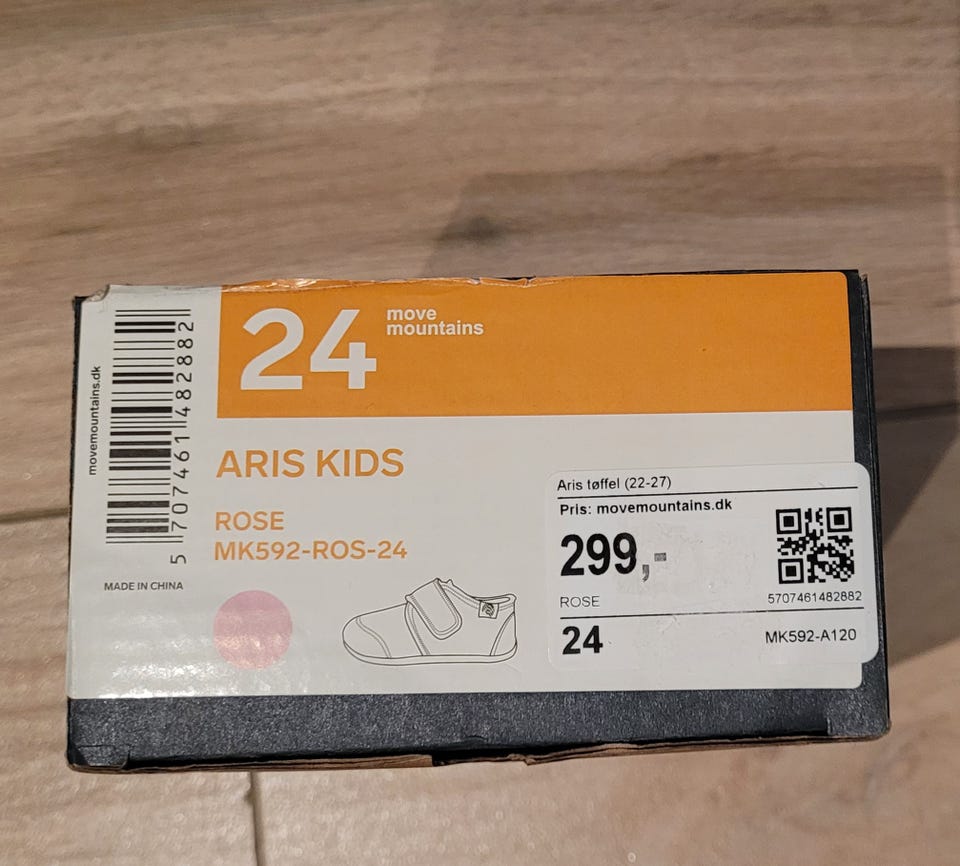 movemountains.dk
5 707461 482882
MADE IN CHINA
24
move
mountains
ARIS KIDS
ROSE
MK592-ROS-24
Aris tøffel (22-27)
Pris: movemountains.dk
299,-
ROSE
5707461482882
24
MK592-A120